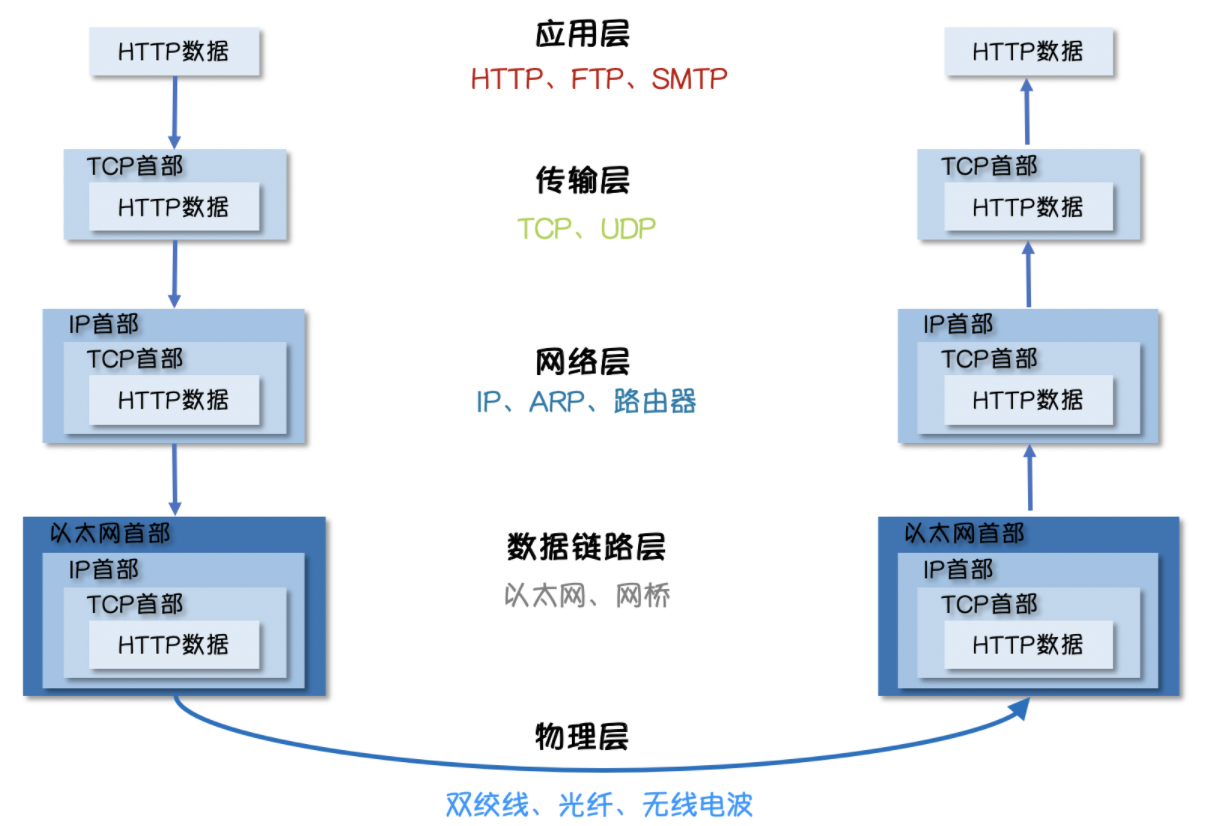 HTTP数据
应用层
HTTP、FTP、SMTP
HTTP数据
TCP首部
HTTP数据
传输层
TCP、UDP
TCP首部
HTTP数据
IP首部
TCP首部
HTTP数据
网络层
IP、ARP、路由器
IP首部
TCP首部
HTTP数据
以太网首部
IP首部
TCP首部
HTTP数据
数据链路层
以太网、网桥
以太网首部
IP首部
TCP首部
HTTP数据
物理层
双绞线、光纤、无线电波